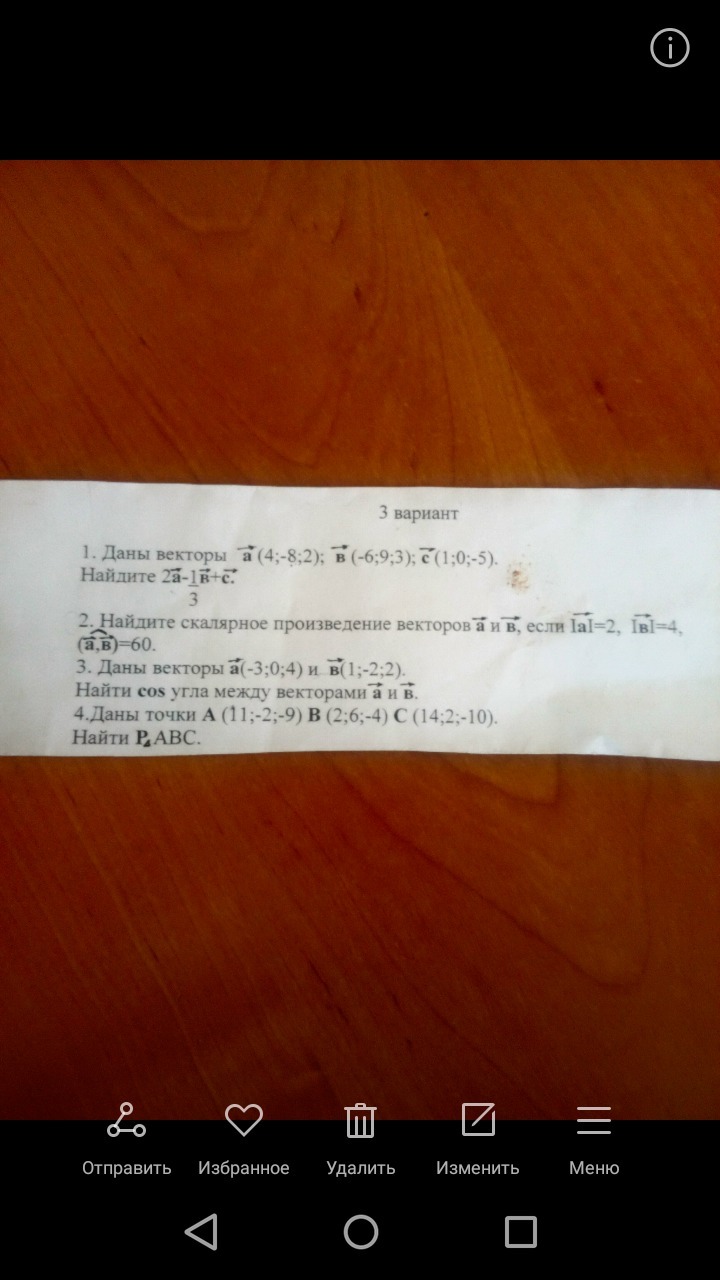 3 вариант
1. Даны векторы a (4;-8;2); в (-6;9;3); c (1;0;-5).
Найдите 2a-1в+c.
3
2. Найдите скалярное произведение векторов a и в, если IaI=2, IвI=4,
(a,в)=60.
3. Даны векторы a(-3;0;4) и в(1;-2;2).
Найти cos угла между векторами a и в.
4.Даны точки A (11;-2;-9) B (2;6;-4) C (14;2;-10).
Найти P▵ABC.
Отправить Избранное Удалить Изменить Меню